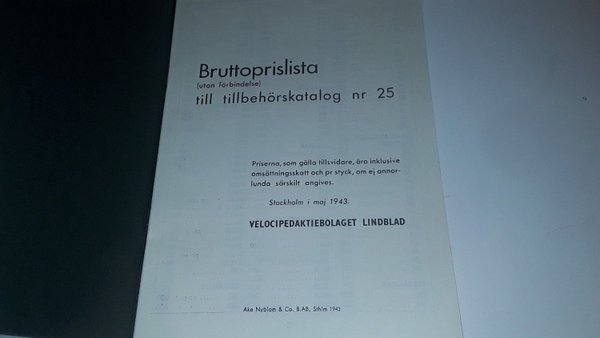 Bruttoprislista
(utan förbindelse)
till tillbehörskatalog nr 25
Priserna, som gälla tillsvidare, äro inklusive
omsättningsskatt och pr styck, om ej annor-
lunda särskilt angives.
Stockholm i maj 1943.
VELOCIPEDAKTIEBOLAGET LINDBLAD
Åke Nyblom & Co. B.AB, Sthlm 1943